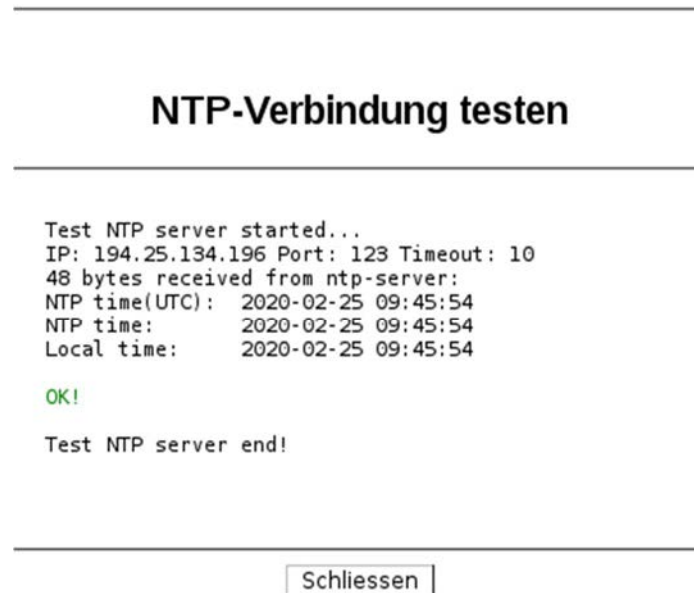 NTP-Verbindung testen
Test NTP server started...
IP: 194.25.134.196 Port: 123 Timeout: 10
48 bytes received from ntp-server:
NTP time(UTC):  2020-02-25 09:45:54
NTP time:       2020-02-25 09:45:54
Local time:     2020-02-25 09:45:54
OK!
Test NTP server end!
Schliessen